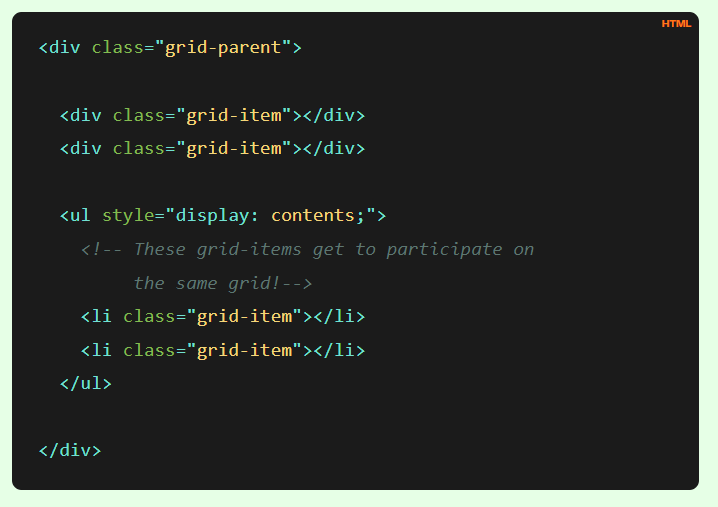 HTML
<div class="grid-parent">
<div class="grid-item"></div>
<div class="grid-item"></div>
<ul style="display: contents;">
<!-- These grid-items get to participate on
the same grid!-->
<li class="grid-item"></li>
<li class="grid-item"></li>
</ul>
</div>